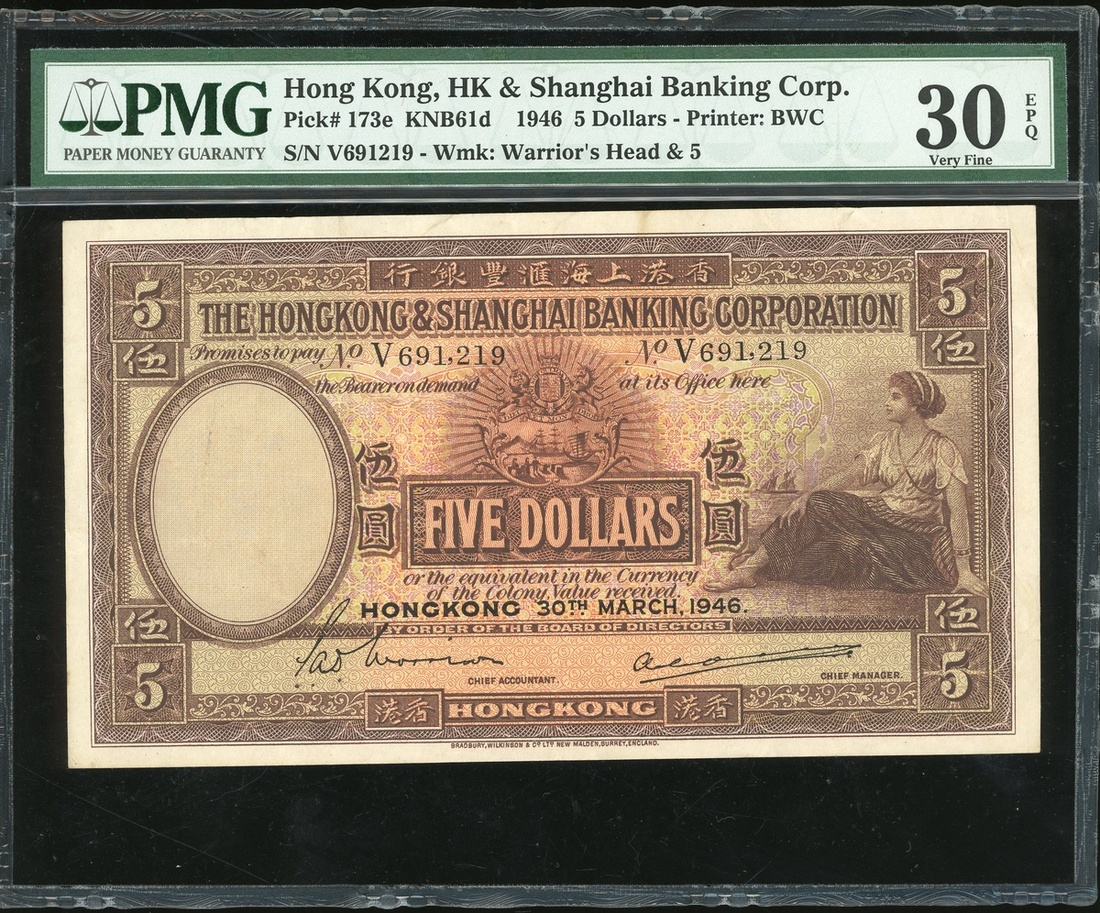 PMG
PAPER MONEY GUARANTY
Hong Kong, HK & Shanghai Banking Corp.
Pick# 173e KNB61d 1946 5 Dollars - Printer: BWC
S/N V691219 - Wmk: Warrior's Head & 5
30
EPQ
Very Fine
行銀豐滙海上港香
5
5
THE HONGKONG & SHANGHAI BANKING CORPORATION
伍
伍
Promises to pay No V 691,219
No V 691,219
the Bearer on demand
at its Office here
伍圓
伍圓
FIVE DOLLARS
or the equivalent in the Currency
of the Colony, Value received.
HONGKONG 30TH MARCH, 1946.
伍
伍
BY ORDER OF THE BOARD OF DIRECTORS
CHIEF ACCOUNTANT.
CHIEF MANAGER.
5
5
港香
HONGKONG
港香
BRADBURY, WILKINSON & Co LTD NEW MALDEN, SURREY, ENGLAND.